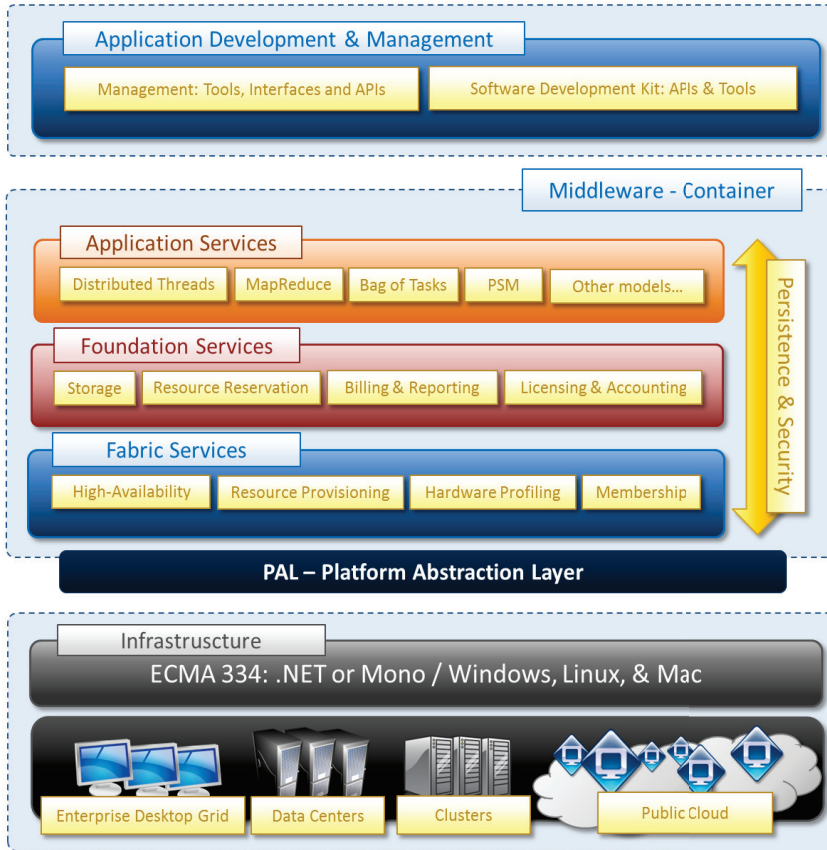 Application Development & Management
Management: Tools, Interfaces and APIs
Software Development Kit: APIs & Tools
Middleware - Container
Application Services
Distributed Threads
MapReduce
Bag of Tasks
PSM
Other models...
Foundation Services
Storage
Resource Reservation
Billing & Reporting
Licensing & Accounting
Fabric Services
High-Availability
Resource Provisioning
Hardware Profiling
Membership
Persistence & Security
PAL – Platform Abstraction Layer
Infrastruscture
ECMA 334: .NET or Mono / Windows, Linux, & Mac
Enterprise Desktop Grid
Data Centers
Clusters
Public Cloud